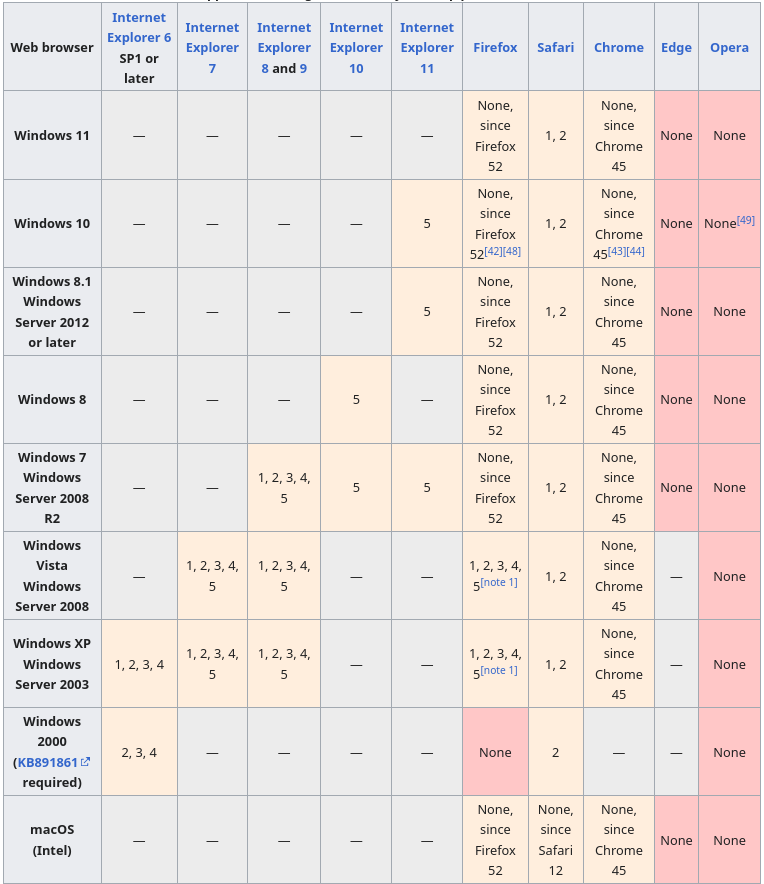 Web browser | Internet Explorer 6 SP1 or later | Internet Explorer 7 | Internet Explorer 8 and 9 | Internet Explorer 10 | Internet Explorer 11 | Firefox | Safari | Chrome | Edge | Opera
Windows 11 | — | — | — | — | — | None, since Firefox 52 | 1, 2 | None, since Chrome 45 | None | None
Windows 10 | — | — | — | — | 5 | None, since Firefox 52[42][48] | 1, 2 | None, since Chrome 45[43][44] | None | None[49]
Windows 8.1 Windows Server 2012 or later | — | — | — | — | 5 | None, since Firefox 52 | 1, 2 | None, since Chrome 45 | None | None
Windows 8 | — | — | — | 5 | — | None, since Firefox 52 | 1, 2 | None, since Chrome 45 | None | None
Windows 7 Windows Server 2008 R2 | — | — | 1, 2, 3, 4, 5 | 5 | 5 | None, since Firefox 52 | 1, 2 | None, since Chrome 45 | None | None
Windows Vista Windows Server 2008 | — | 1, 2, 3, 4, 5 | 1, 2, 3, 4, 5 | — | — | 1, 2, 3, 4, 5[note 1] | 1, 2 | None, since Chrome 45 | — | None
Windows XP Windows Server 2003 | 1, 2, 3, 4 | 1, 2, 3, 4, 5 | 1, 2, 3, 4, 5 | — | — | 1, 2, 3, 4, 5[note 1] | 1, 2 | None, since Chrome 45 | — | None
Windows 2000 (KB891861 required) | 2, 3, 4 | — | — | — | — | None | 2 | — | — | None
macOS (Intel) | — | — | — | — | — | None, since Firefox 52 | None, since Safari 12 | None, since Chrome 45 | None | None